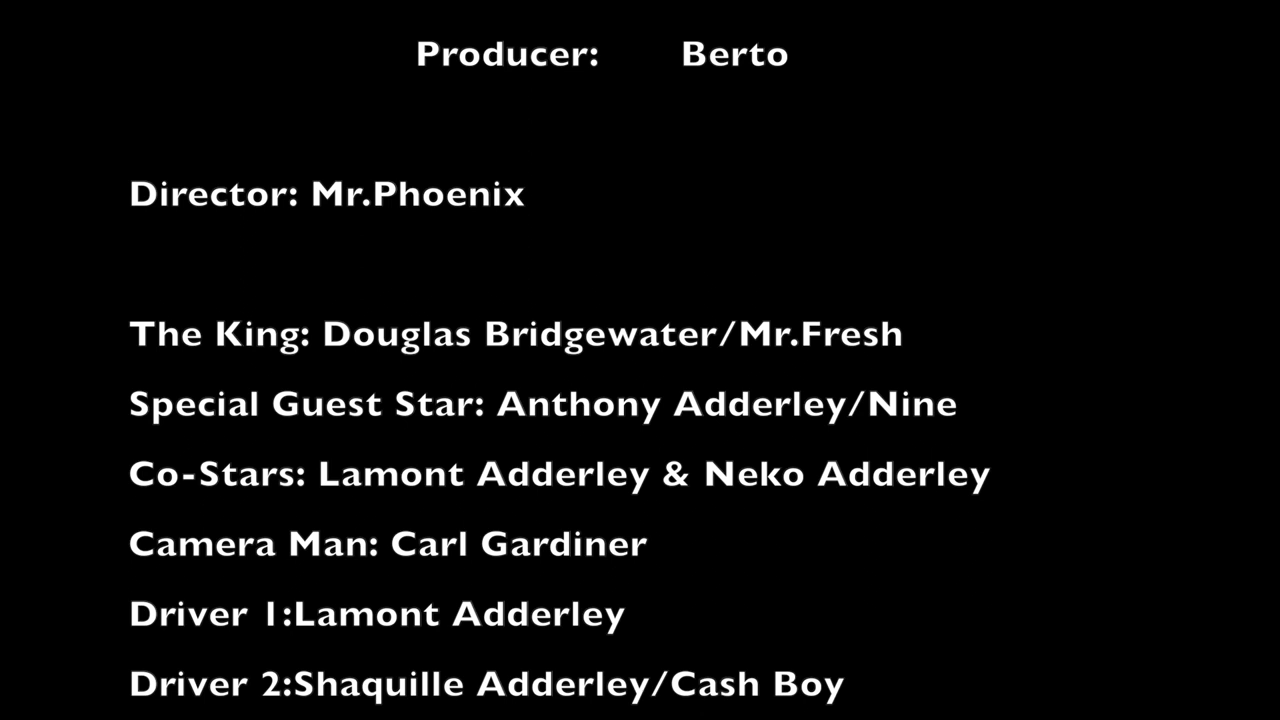 Producer: Berto
Director: Mr.Phoenix
The King: Douglas Bridgewater/Mr.Fresh
Special Guest Star: Anthony Adderley/Nine
Co-Stars: Lamont Adderley & Neko Adderley
Camera Man: Carl Gardiner
Driver 1:Lamont Adderley
Driver 2:Shaquille Adderley/Cash Boy